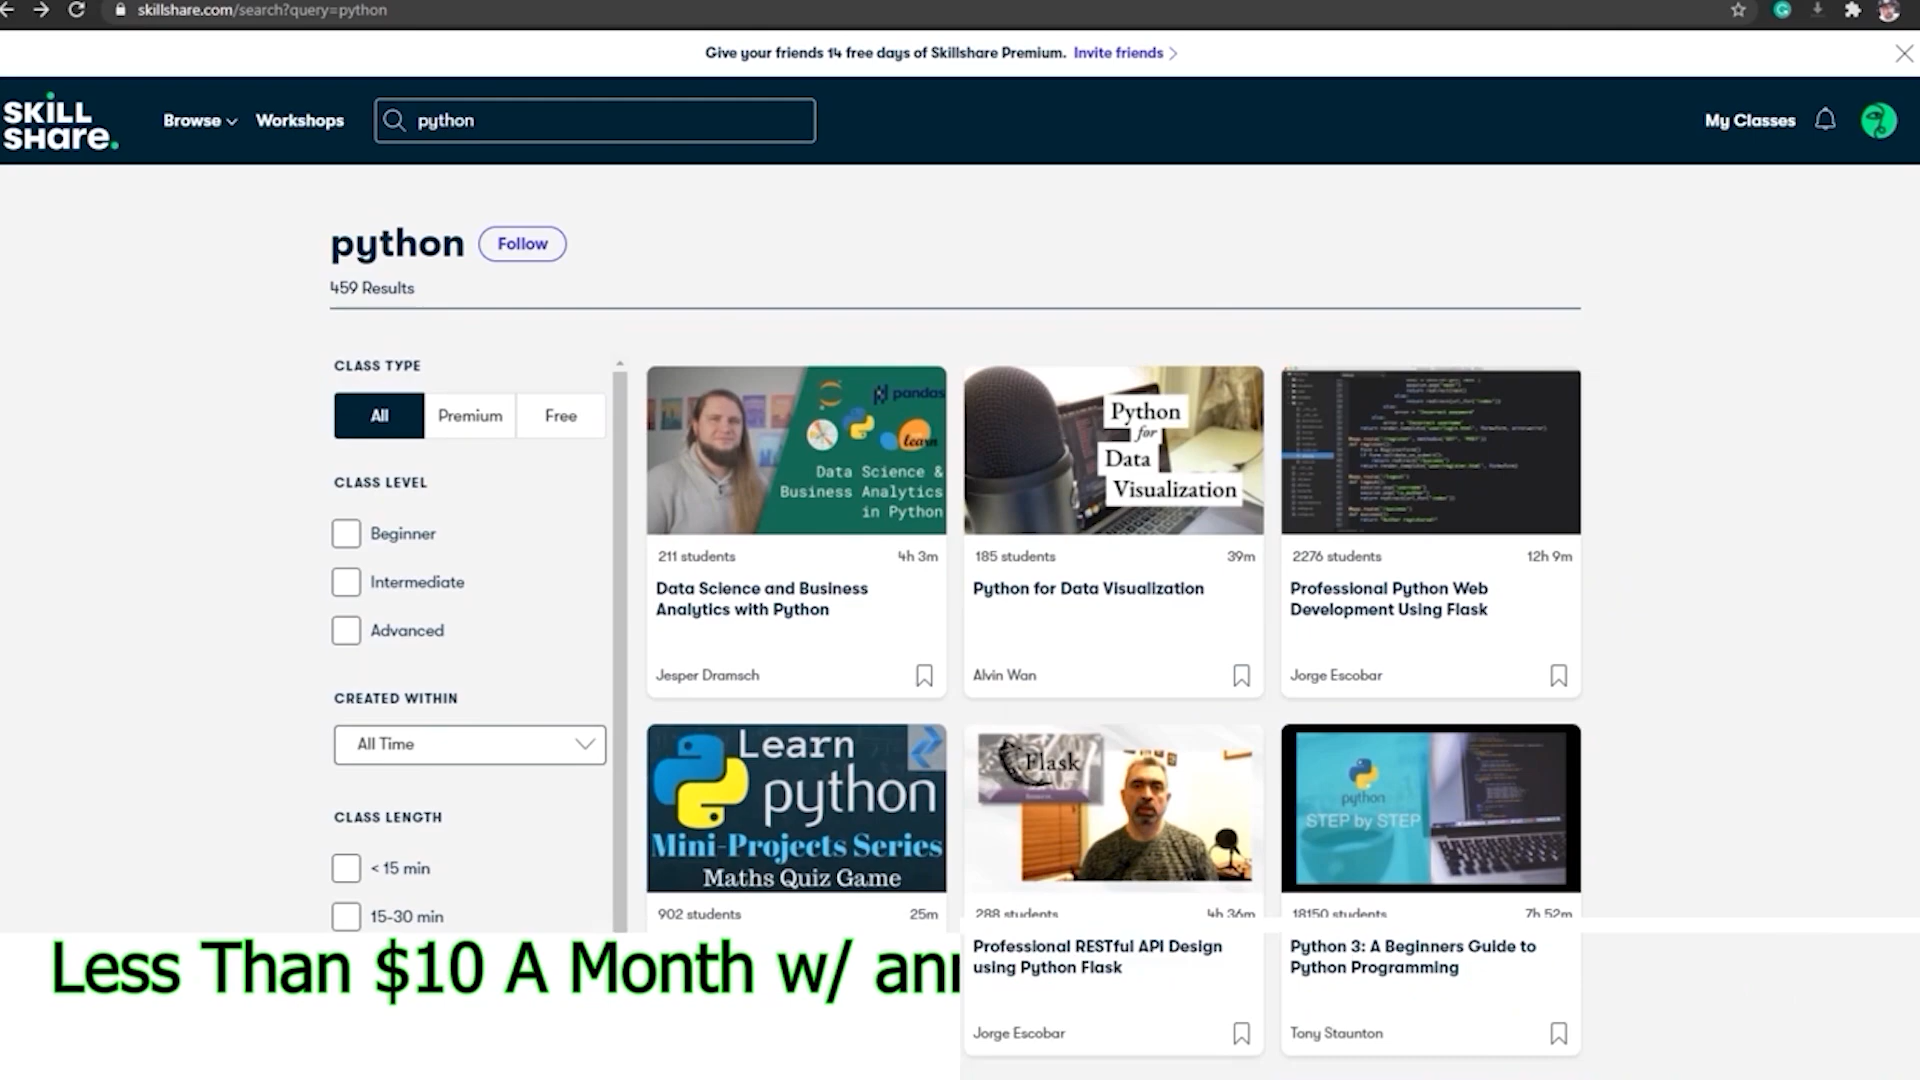 skillshare.com/search?query=python
Give your friends 14 free days of Skillshare Premium. Invite friends
SKILL
SHare.
Browse
Workshops
python
My Classes
python
Follow
459 Results
CLASS TYPE
All
Premium
Free
CLASS LEVEL
Beginner
Intermediate
Advanced
CREATED WITHIN
All Time
CLASS LENGTH
< 15 min
15-30 min
pandas
learn
Data Science &
Business Analytics
in Python
211 students
4h 3m
Data Science and Business
Analytics with Python
Jesper Dramsch
Python
for
Data
Visualization
185 students
39m
Python for Data Visualization
Alvin Wan
2276 students
12h 9m
Professional Python Web
Development Using Flask
Jorge Escobar
Learn
python
Mini-Projects Series
Maths Quiz Game
902 students
25m
Flask
288 students
4h 36m
Professional RESTful API Design
using Python Flask
Jorge Escobar
python
STEP by STEP
18150 students
7h 52m
Python 3: A Beginners Guide to
Python Programming
Tony Staunton
Less Than $10 A Month w/